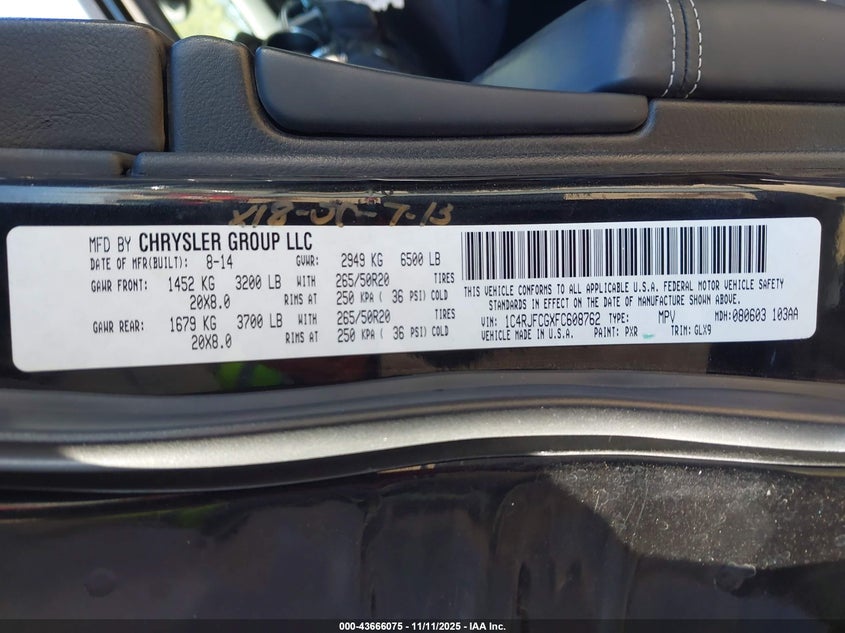 X18-JC-7-13
MFD BY CHRYSLER GROUP LLC
DATE OF MFR(BUILT): 8-14 GVWR: 2949 KG 6500 LB
GAWR FRONT: 1452 KG 3200 LB WITH 265/50R20 TIRES
20X8.0 RIMS AT 250 KPA ( 36 PSI) COLD
GAWR REAR: 1679 KG 3700 LB WITH 265/50R20 TIRES
20X8.0 RIMS AT 250 KPA ( 36 PSI) COLD
THIS VEHICLE CONFORMS TO ALL APPLICABLE U.S.A. FEDERAL MOTOR VEHICLE SAFETY
STANDARDS IN EFFECT ON THE DATE OF MANUFACTURE SHOWN ABOVE.
VIN: 1C4RJFCGXFC608762 TYPE: MPV MDH: 080603 103AA
VEHICLE MADE IN U.S.A. PAINT: PXR TRIM: GLX9
000-43666075 - 11/11/2025 - IAA Inc.